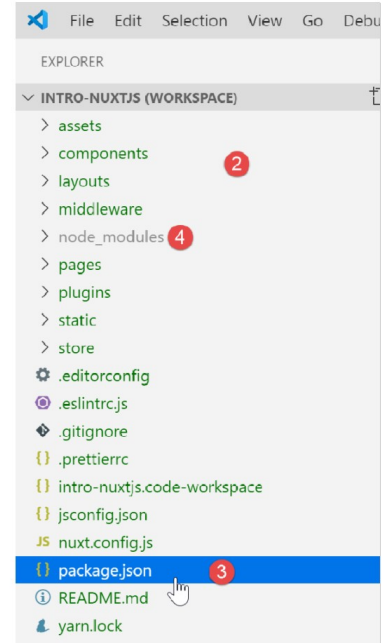 File Edit Selection View Go Debu
EXPLORER
INTRO-NUXTJS (WORKSPACE)
assets
components
2
layouts
middleware
node_modules 4
pages
plugins
static
store
.editorconfig
.eslintrc.js
.gitignore
{} .prettierrc
{} intro-nuxtjs.code-workspace
{} jsconfig.json
JS nuxt.config.js
{} package.json 3
README.md
yarn.lock